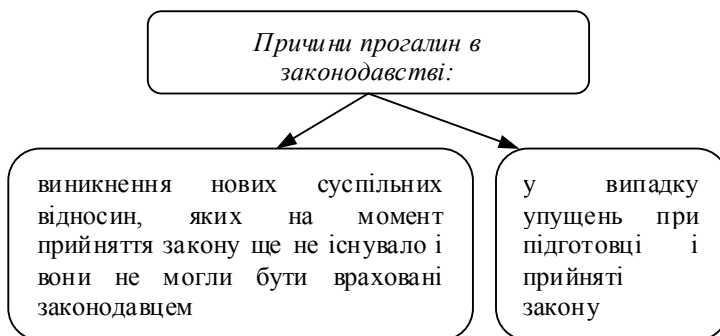 Причини прогалин в
законодавстві:
виникнення нових суспільних
відносин, яких на момент
прийняття закону ще не існувало і
вони не могли бути враховані
законодавцем
у випадку
упущень при
підготовці і
прийняті
закону